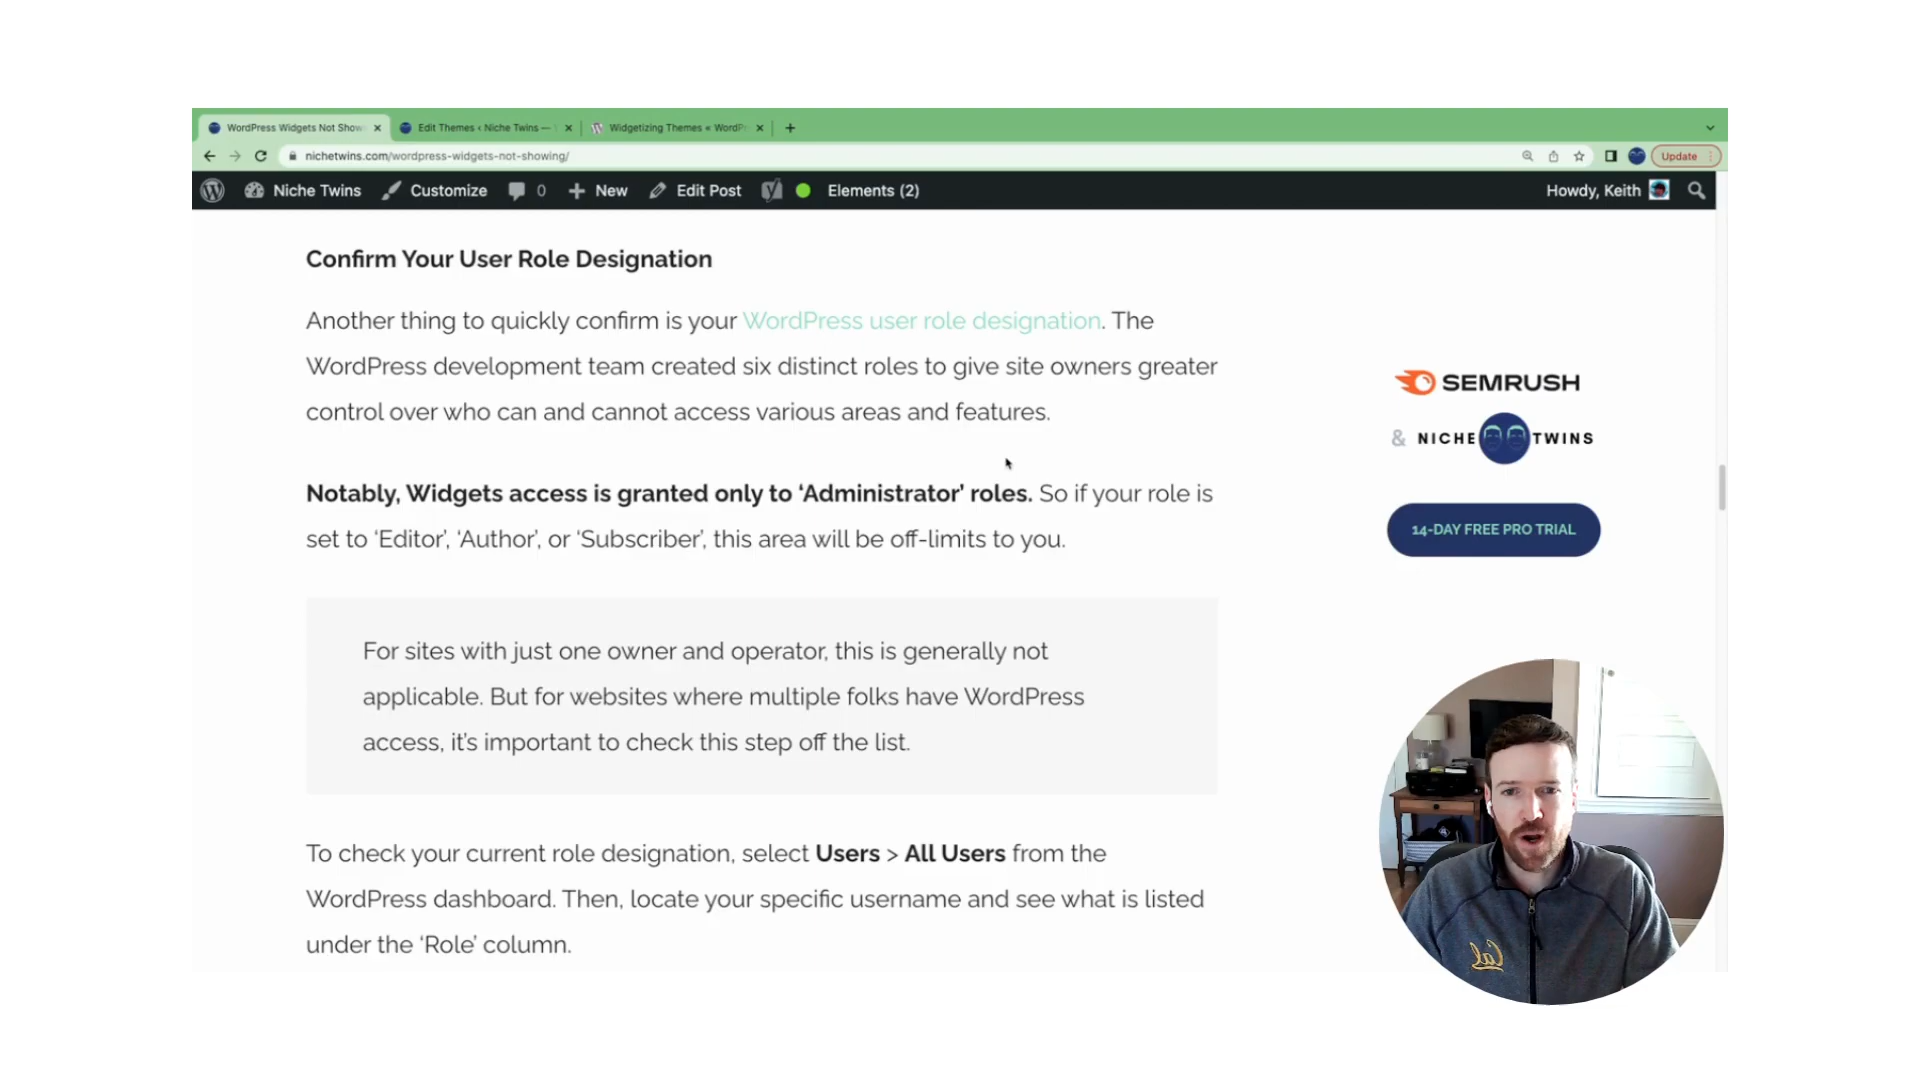 WordPress Widgets Not Show
Edit Themes ‹ Niche Twins —
Widgetizing Themes « WordPr
nichetwins.com/wordpress-widgets-not-showing/
Update
Niche Twins
Customize
0
New
Edit Post
Elements (2)
Howdy, Keith
Confirm Your User Role Designation
Another thing to quickly confirm is your WordPress user role designation. The
WordPress development team created six distinct roles to give site owners greater
control over who can and cannot access various areas and features.
Notably, Widgets access is granted only to ‘Administrator’ roles. So if your role is
set to ‘Editor’, ‘Author’, or ‘Subscriber’, this area will be off-limits to you.
For sites with just one owner and operator, this is generally not
applicable. But for websites where multiple folks have WordPress
access, it’s important to check this step off the list.
To check your current role designation, select Users > All Users from the
WordPress dashboard. Then, locate your specific username and see what is listed
under the ‘Role’ column.
SEMRUSH
& NICHE TWINS
14-DAY FREE PRO TRIAL
Cal